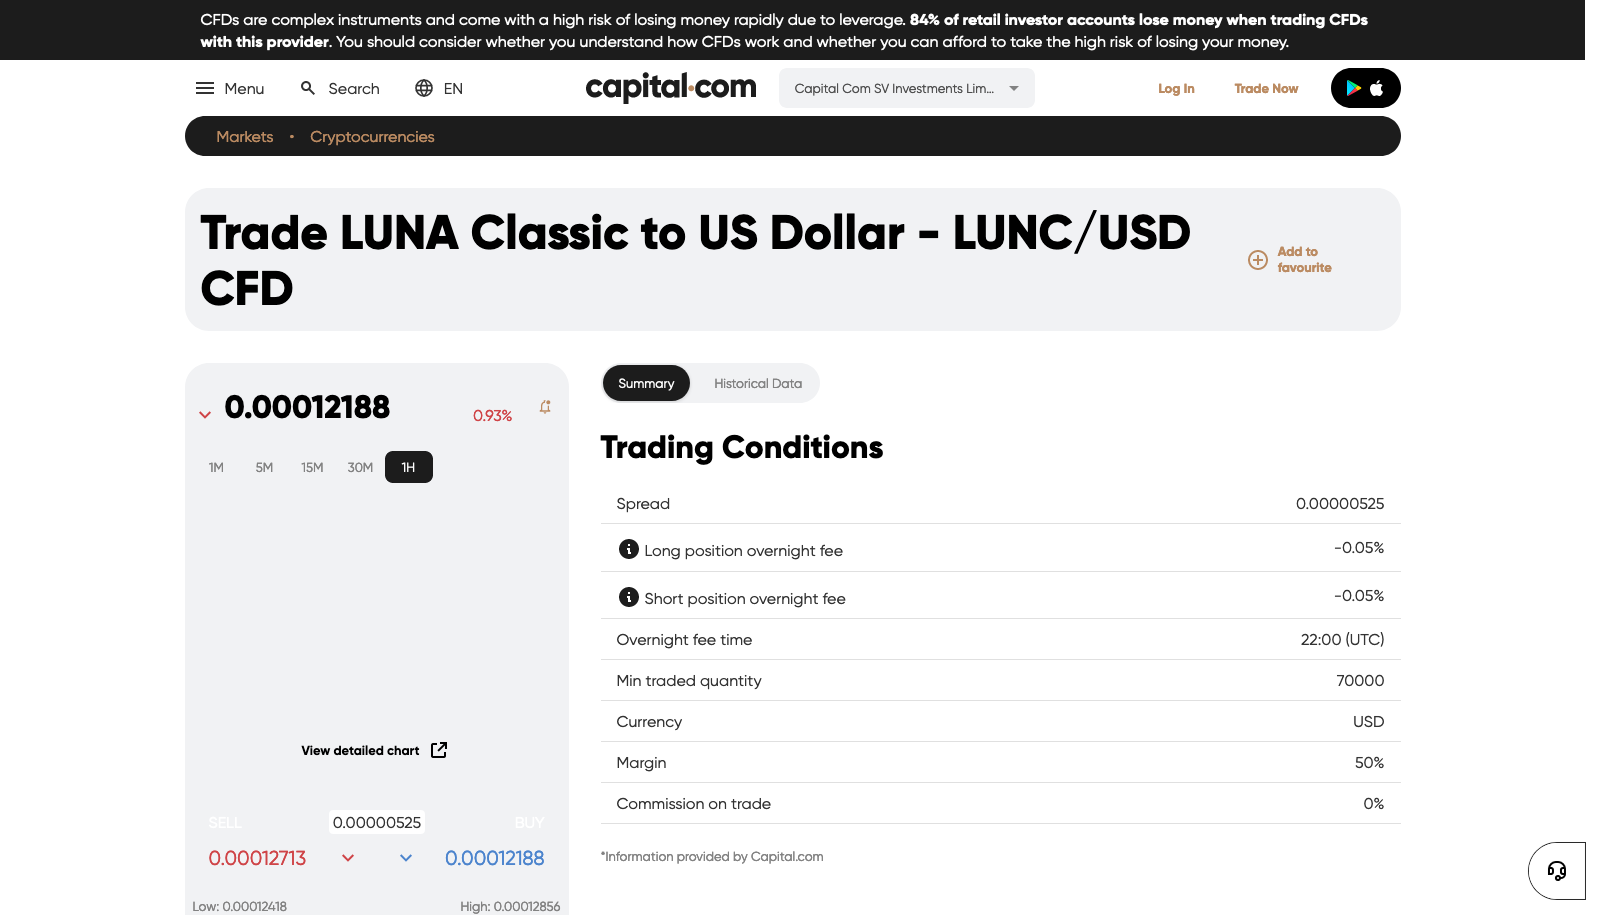 CFDs are complex instruments and come with a high risk of losing money rapidly due to leverage. 84% of retail investor accounts lose money when trading CFDs
with this provider. You should consider whether you understand how CFDs work and whether you can afford to take the high risk of losing your money.
Menu Search EN capital.com Capital Com SV Investments Lim... Log In Trade Now
Markets • Cryptocurrencies
Trade LUNA Classic to US Dollar - LUNC/USD
CFD
Add to
favourite
0.00012188 0.93%
1M 5M 15M 30M 1H
View detailed chart
SELL 0.00000525 BUY
0.00012713 0.00012188
Low: 0.00012418 High: 0.00012856
Summary Historical Data
Trading Conditions
Spread 0.00000525
Long position overnight fee -0.05%
Short position overnight fee -0.05%
Overnight fee time 22:00 (UTC)
Min traded quantity 70000
Currency USD
Margin 50%
Commission on trade 0%
*Information provided by Capital.com